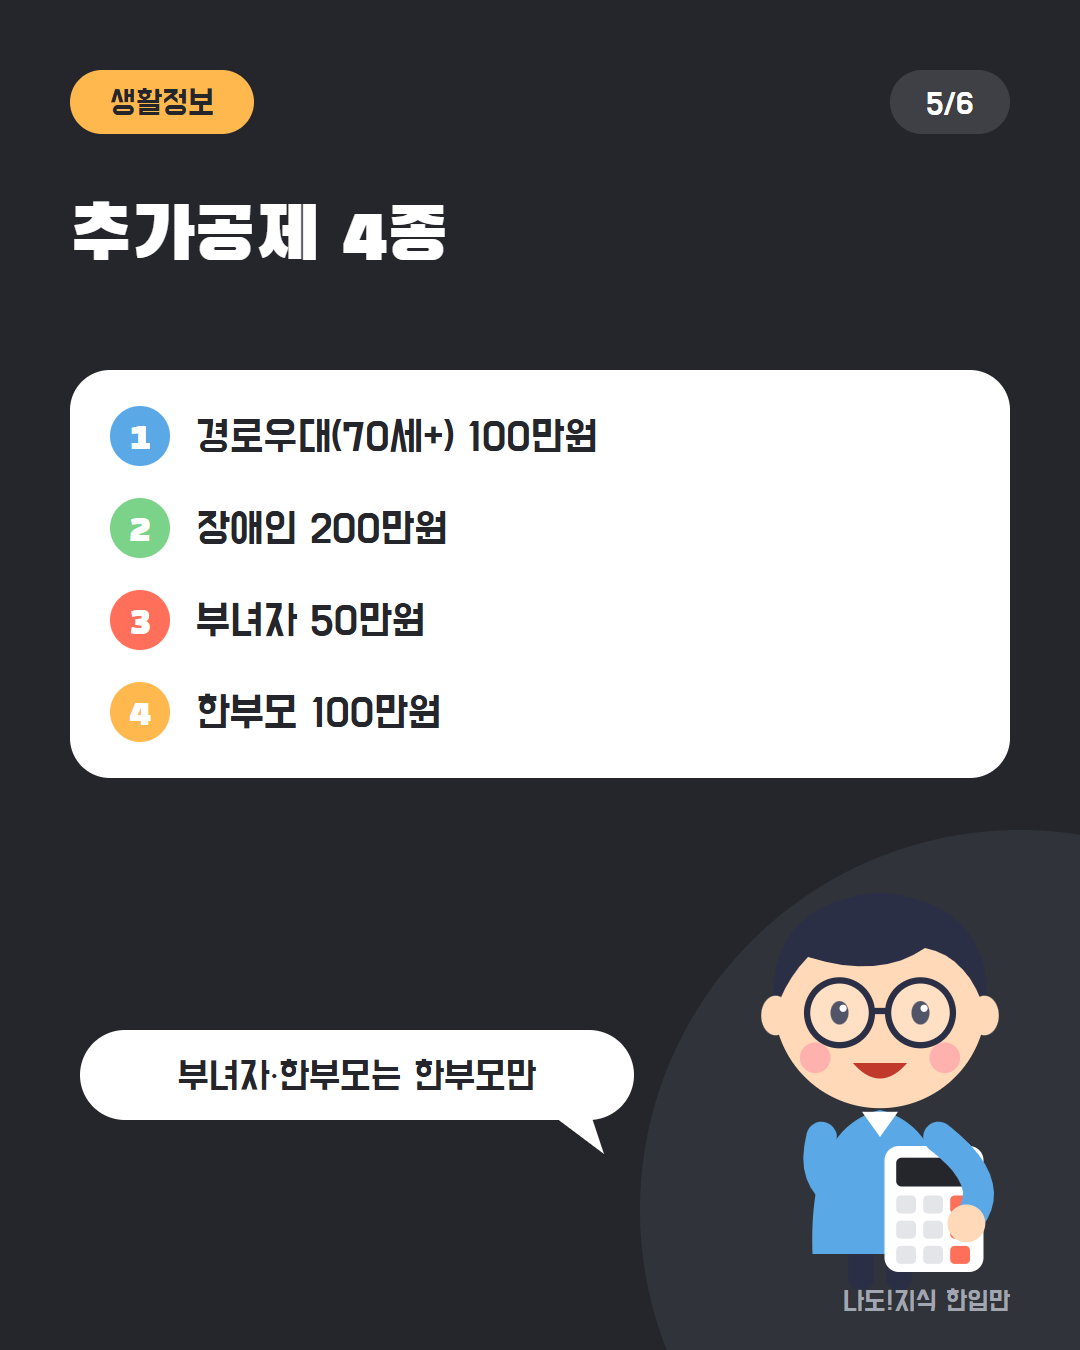 생활정보
5/6
추가공제 4종
1 경로우대(70세+) 100만원
2 장애인 200만원
3 부녀자 50만원
4 한부모 100만원
부녀자·한부모는 한부모만
나도!지식 한입만